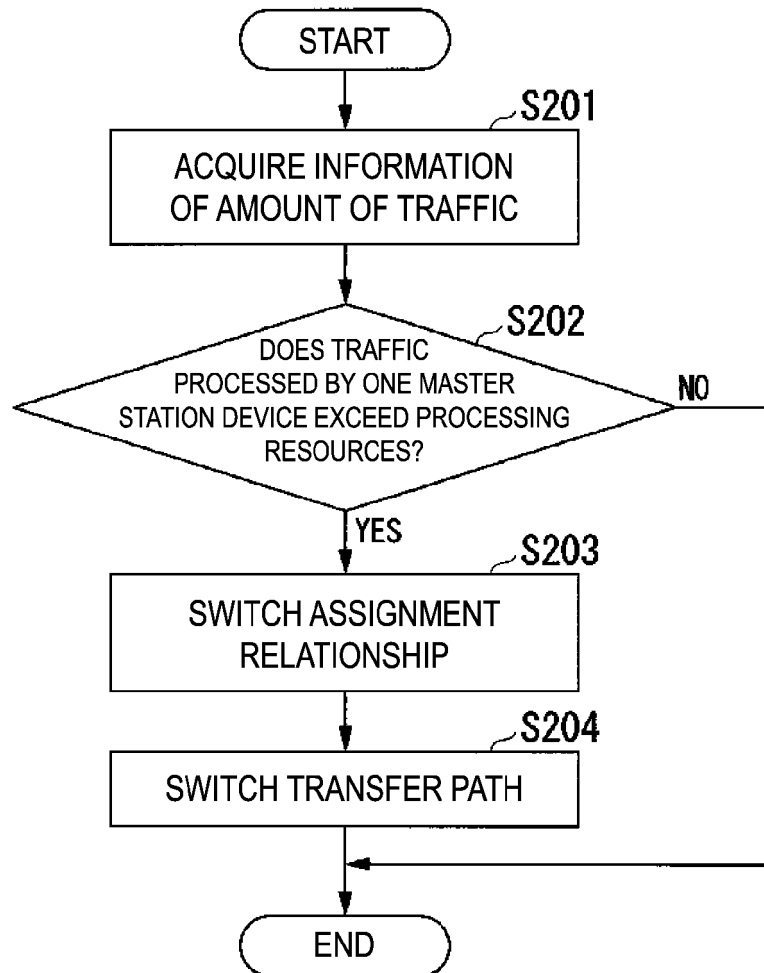 START
S201
ACQUIRE INFORMATION
OF AMOUNT OF TRAFFIC
S202
DOES TRAFFIC
PROCESSED BY ONE MASTER
STATION DEVICE EXCEED PROCESSING
RESOURCES?
NO
YES
S203
SWITCH ASSIGNMENT
RELATIONSHIP
S204
SWITCH TRANSFER PATH
END